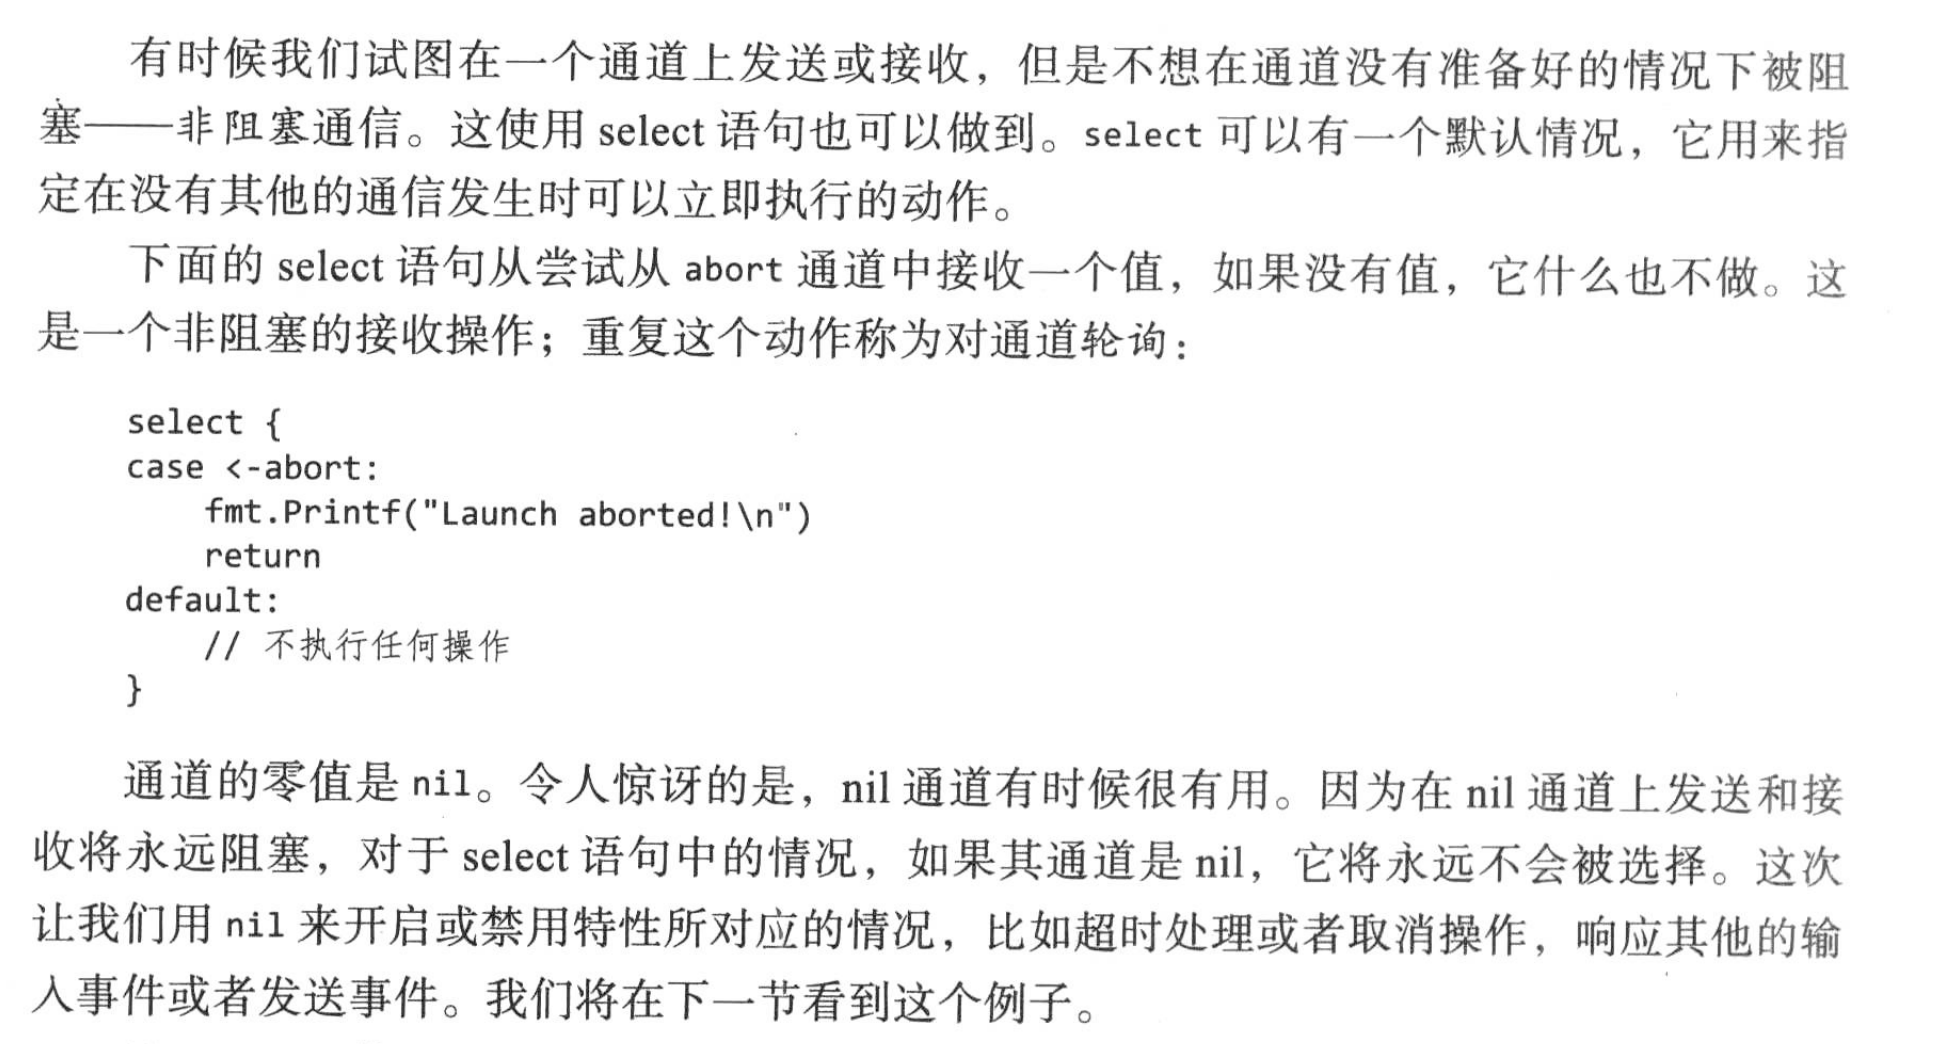 有时候我们试图在一个通道上发送或接收，但是不想在通道没有准备好的情况下被阻
塞——非阻塞通信。这使用 select 语句也可以做到。select 可以有一个默认情况，它用来指
定在没有其他的通信发生时可以立即执行的动作。
下面的 select 语句从尝试从 abort 通道中接收一个值，如果没有值，它什么也不做。这
是一个非阻塞的接收操作；重复这个动作称为对通道轮询：
select {
case <-abort:
    fmt.Printf("Launch aborted!\n")
    return
default:
    // 不执行任何操作
}
通道的零值是 nil。令人惊讶的是，nil 通道有时候很有用。因为在 nil 通道上发送和接
收将永远阻塞，对于 select 语句中的情况，如果其通道是 nil，它将永远不会被选择。这次
让我们用 nil 来开启或禁用特性所对应的情况，比如超时处理或者取消操作，响应其他的输
入事件或者发送事件。我们将在下一节看到这个例子。